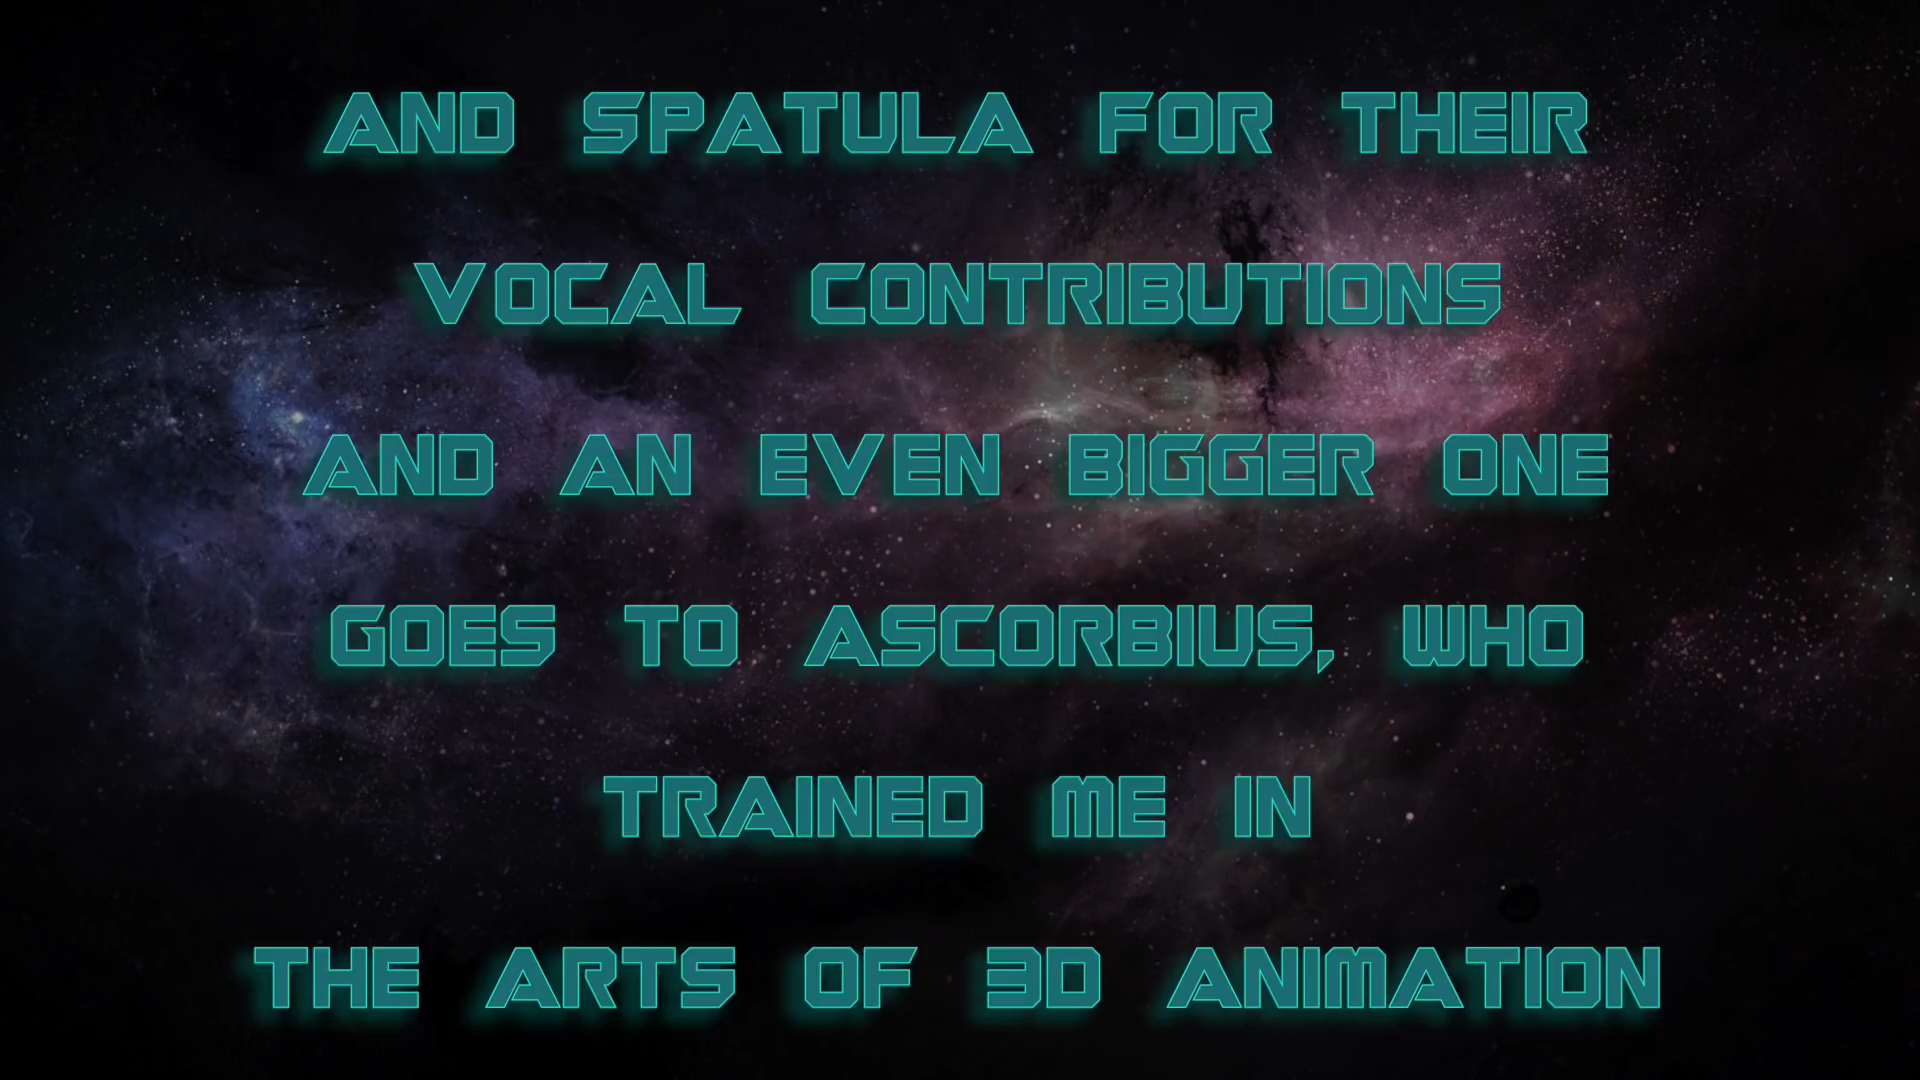 AND SPATULA FOR THEIR
VOCAL CONTRIBUTIONS
AND AN EVEN BIGGER ONE
GOES TO ASCORBIUS, WHO
TRAINED ME IN
THE ARTS OF 3D ANIMATION